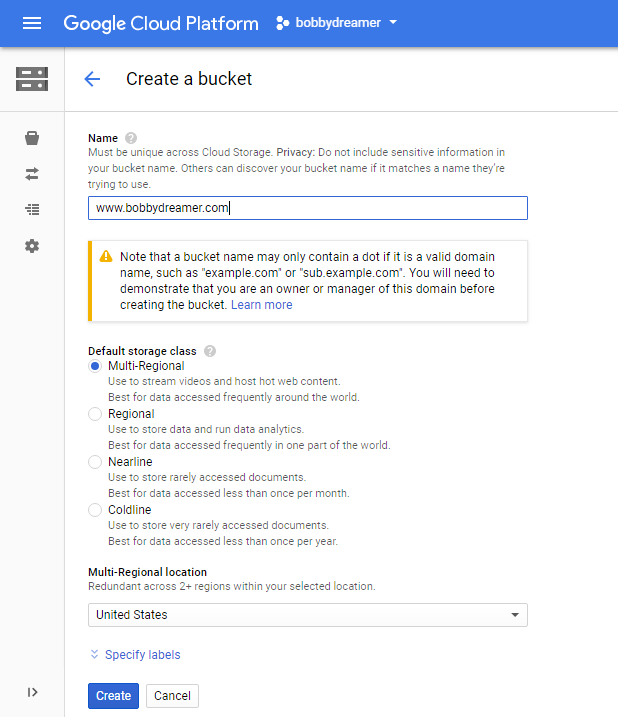 Google Cloud Platform bobbydreamer
Create a bucket
Name
Must be unique across Cloud Storage. Privacy: Do not include sensitive information in
your bucket name. Others can discover your bucket name if it matches a name they're
trying to use.
www.bobbydreamer.com
Note that a bucket name may only contain a dot if it is a valid domain
name, such as "example.com" or "sub.example.com". You will need to
demonstrate that you are an owner or manager of this domain before
creating the bucket. Learn more
Default storage class
Multi-Regional
Use to stream videos and host hot web content.
Best for data accessed frequently around the world.
Regional
Use to store data and run data analytics.
Best for data accessed frequently in one part of the world.
Nearline
Use to store rarely accessed documents.
Best for data accessed less than once per month.
Coldline
Use to store very rarely accessed documents.
Best for data accessed less than once per year.
Multi-Regional location
Redundant across 2+ regions within your selected location.
United States
Specify labels
Create Cancel